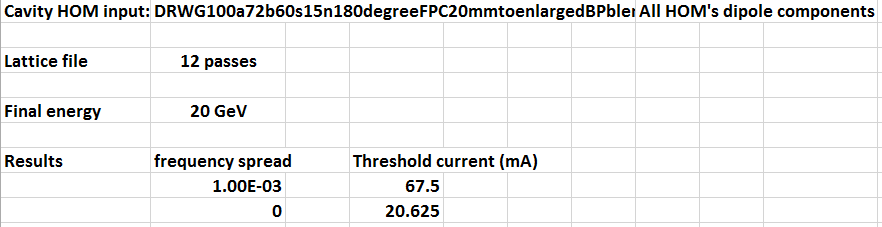 Cavity HOM input: DRWG100a72b60s15n180degreeFPC20mmtoenlargedBPbler All HOM's dipole components
Lattice file 12 passes
Final energy 20 GeV
Results frequency spread Threshold current (mA)
1.00E-03 67.5
0 20.625